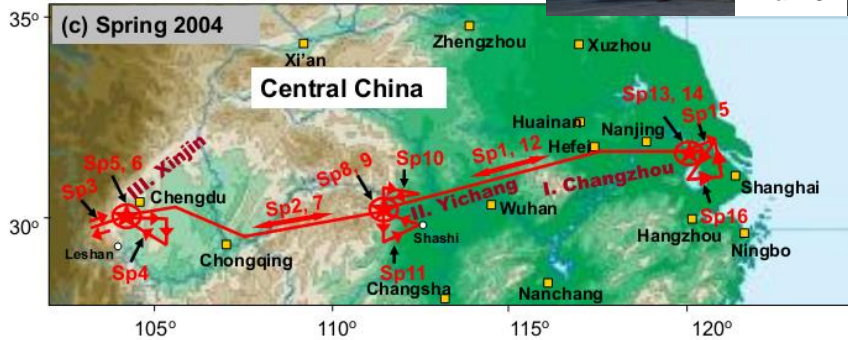 35°
(c) Spring 2004
Zhengzhou
Xuzhou
Xi'an
Central China
Sp13, 14
Sp15
Huainan
Nanjing
Hefei
Sp1, 12
Sp10
Sp8, 9
III. Xinjin
Sp5, 6
Sp3
Chengdu
I. Changzhou
II. Yichang
Shanghai
Sp2, 7
Wuhan
30°
Sp16
Shashi
Hangzhou
Leshan
Chongqing
Ningbo
Sp4
Sp11
Changsha
Nanchang
105°
110°
115°
120°